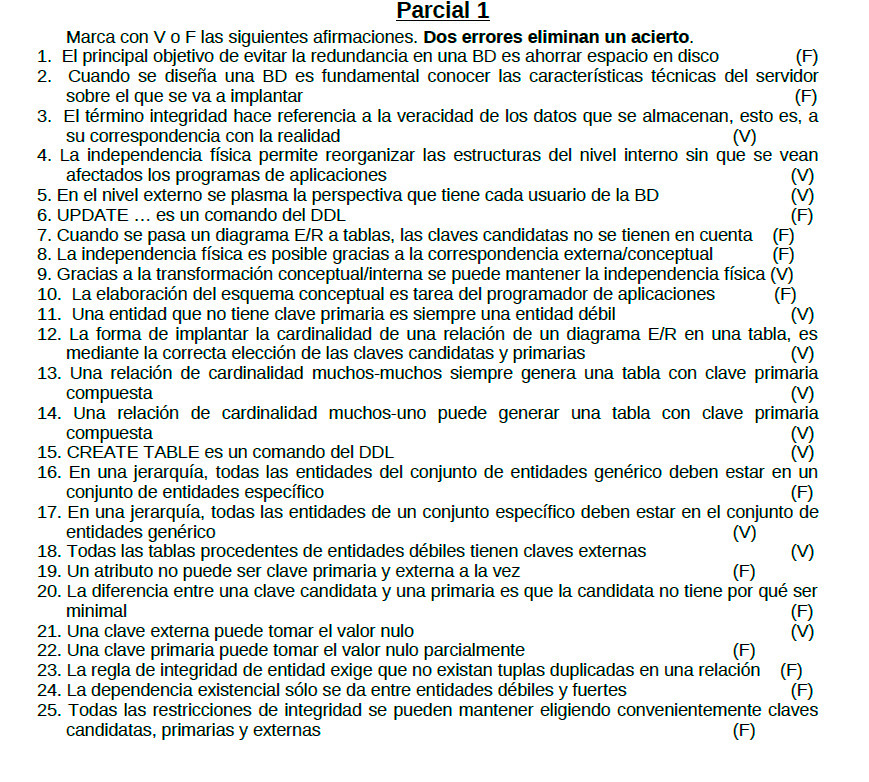 Parcial 1
Marca con V o F las siguientes afirmaciones. Dos errores eliminan un acierto.
1. El principal objetivo de evitar la redundancia en una BD es ahorrar espacio en disco (F)
2. Cuando se diseña una BD es fundamental conocer las características técnicas del servidor
sobre el que se va a implantar (F)
3. El término integridad hace referencia a la veracidad de los datos que se almacenan, esto es, a
su correspondencia con la realidad (V)
4. La independencia física permite reorganizar las estructuras del nivel interno sin que se vean
afectados los programas de aplicaciones (V)
5. En el nivel externo se plasma la perspectiva que tiene cada usuario de la BD (V)
6. UPDATE … es un comando del DDL (F)
7. Cuando se pasa un diagrama E/R a tablas, las claves candidatas no se tienen en cuenta (F)
8. La independencia física es posible gracias a la correspondencia externa/conceptual (F)
9. Gracias a la transformación conceptual/interna se puede mantener la independencia física (V)
10. La elaboración del esquema conceptual es tarea del programador de aplicaciones (F)
11. Una entidad que no tiene clave primaria es siempre una entidad débil (V)
12. La forma de implantar la cardinalidad de una relación de un diagrama E/R en una tabla, es
mediante la correcta elección de las claves candidatas y primarias (V)
13. Una relación de cardinalidad muchos-muchos siempre genera una tabla con clave primaria
compuesta (V)
14. Una relación de cardinalidad muchos-uno puede generar una tabla con clave primaria
compuesta (V)
15. CREATE TABLE es un comando del DDL (V)
16. En una jerarquía, todas las entidades del conjunto de entidades genérico deben estar en un
conjunto de entidades específico (F)
17. En una jerarquía, todas las entidades de un conjunto específico deben estar en el conjunto de
entidades genérico (V)
18. Todas las tablas procedentes de entidades débiles tienen claves externas (V)
19. Un atributo no puede ser clave primaria y externa a la vez (F)
20. La diferencia entre una clave candidata y una primaria es que la candidata no tiene por qué ser
minimal (F)
21. Una clave externa puede tomar el valor nulo (V)
22. Una clave primaria puede tomar el valor nulo parcialmente (F)
23. La regla de integridad de entidad exige que no existan tuplas duplicadas en una relación (F)
24. La dependencia existencial sólo se da entre entidades débiles y fuertes (F)
25. Todas las restricciones de integridad se pueden mantener eligiendo convenientemente claves
candidatas, primarias y externas (F)